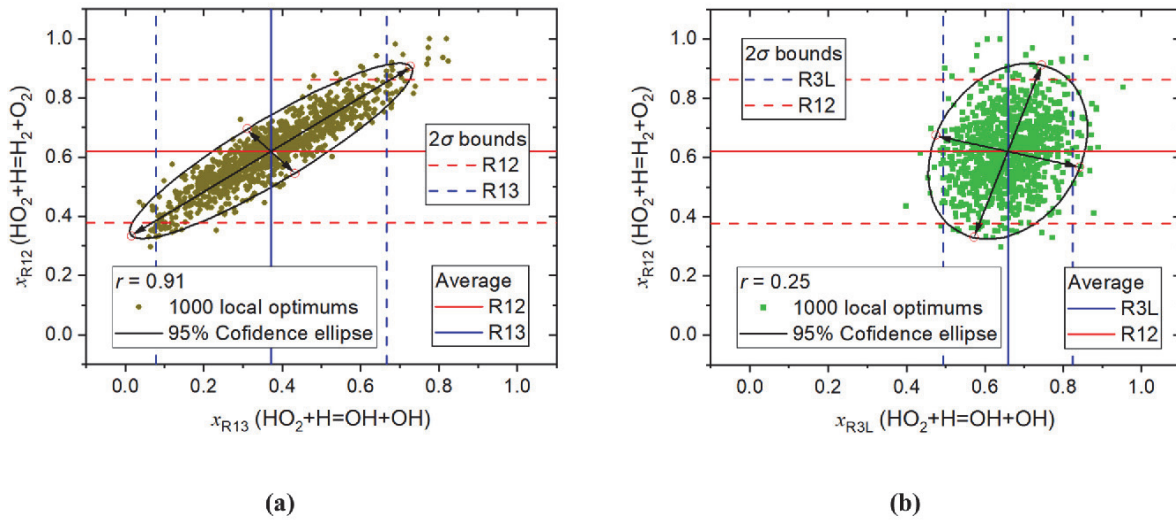 1.0
0.8
0.6
0.4
0.2
0.0
xR12 (HO2+H=H2+O2)
2σ bounds
R12
R13
r = 0.91
1000 local optimums
95% Cofidence ellipse
Average
R12
R13
0.0 0.2 0.4 0.6 0.8 1.0
xR13 (HO2+H=OH+OH)
(a)
1.0
0.8
0.6
0.4
0.2
0.0
xR12 (HO2+H=H2+O2)
2σ bounds
R3L
R12
r = 0.25
1000 local optimums
95% Cofidence ellipse
Average
R3L
R12
0.0 0.2 0.4 0.6 0.8 1.0
xR3L (HO2+H=OH+OH)
(b)